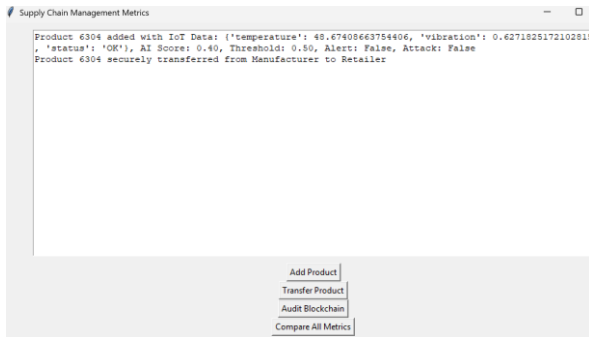 Supply Chain Management Metrics
Product 6304 added with IoT Data: {'temperature': 48.67408663754406, 'vibration': 0.6271825172102815
, 'status': 'OK'}, AI Score: 0.40, Threshold: 0.50, Alert: False, Attack: False
Product 6304 securely transferred from Manufacturer to Retailer
Add Product
Transfer Product
Audit Blockchain
Compare All Metrics